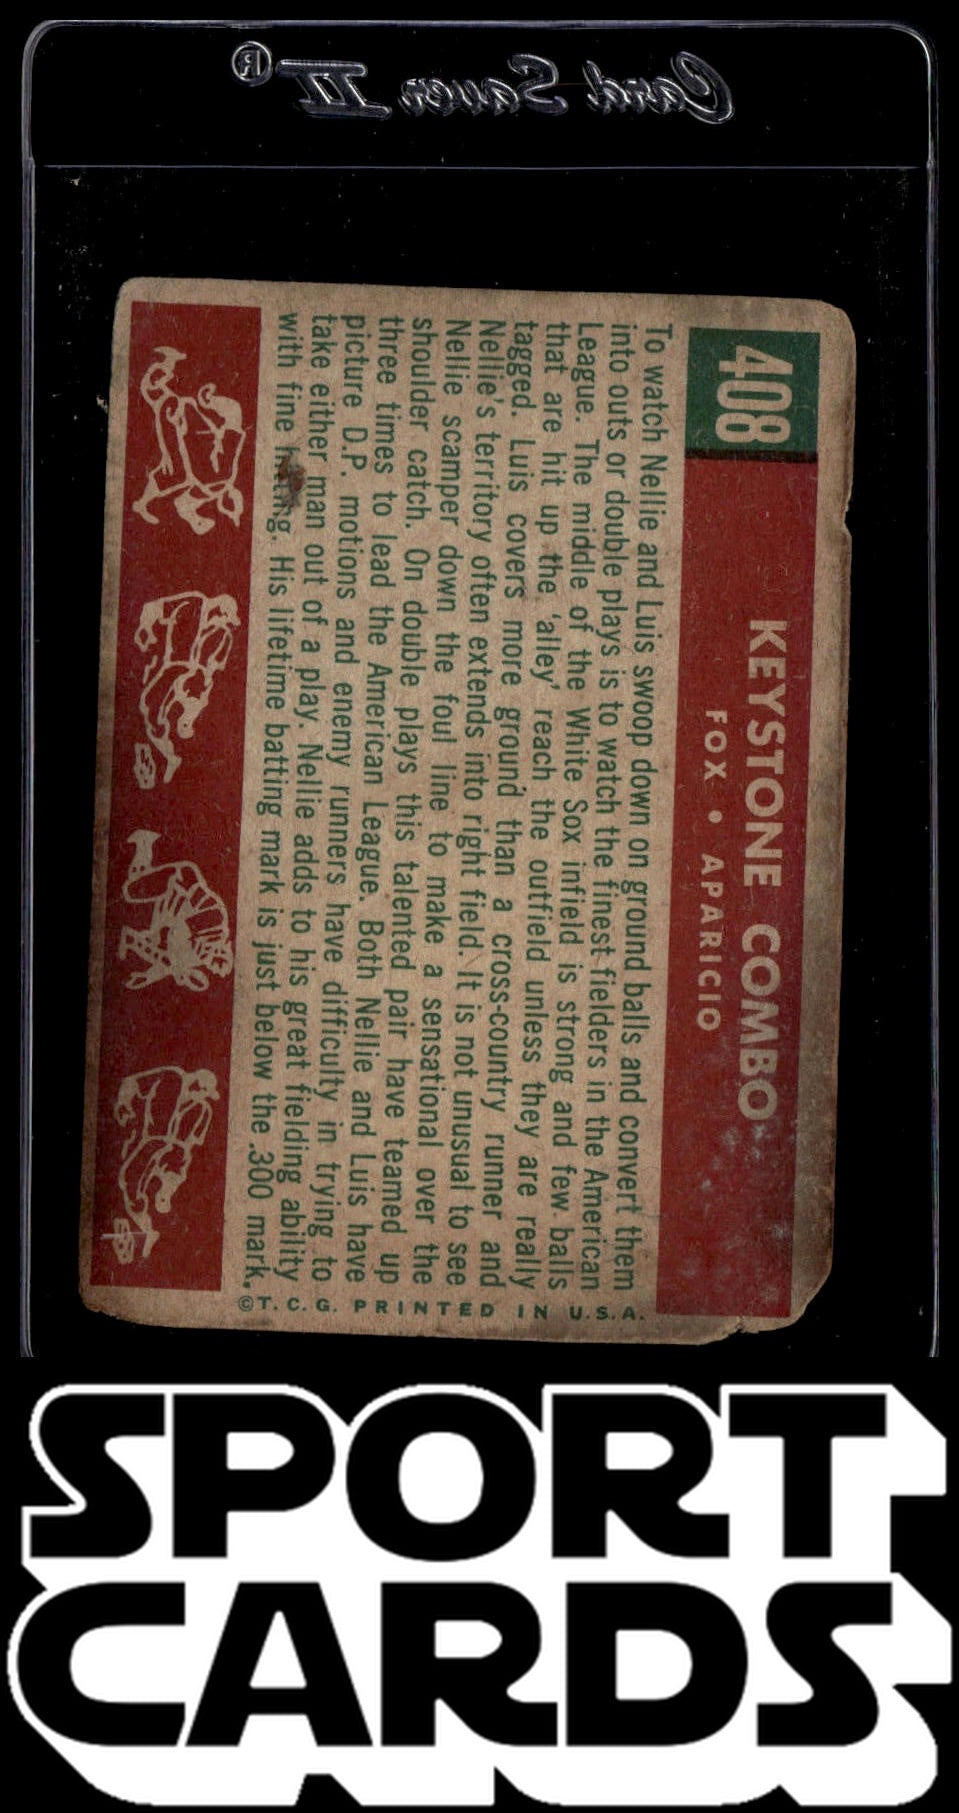 Card Saver II®
408
KEYSTONE COMBO
FOX • APARICIO
To watch Nellie and Luis swoop down on ground balls and convert them
into outs or double plays is to watch the finest fielders in the American
League. The middle of the White Sox infield is strong and few balls
that are hit up the 'alley' reach the outfield unless they are really
tagged. Luis covers more ground than a cross-country runner and
Nellie's territory often extends into right field. It is not unusual to see
Nellie scamper down the foul line to make a sensational over the
shoulder catch. On double plays this talented pair have teamed up
three times to lead the American League. Both Nellie and Luis have
picture D.P. motions and enemy runners have difficulty in trying to
take either man out of a play. Nellie adds to his great fielding ability
with fine . His lifetime batting mark is just below the .300 mark.
©T.C.G. PRINTED IN U.S.A.
SPORT
CARDS